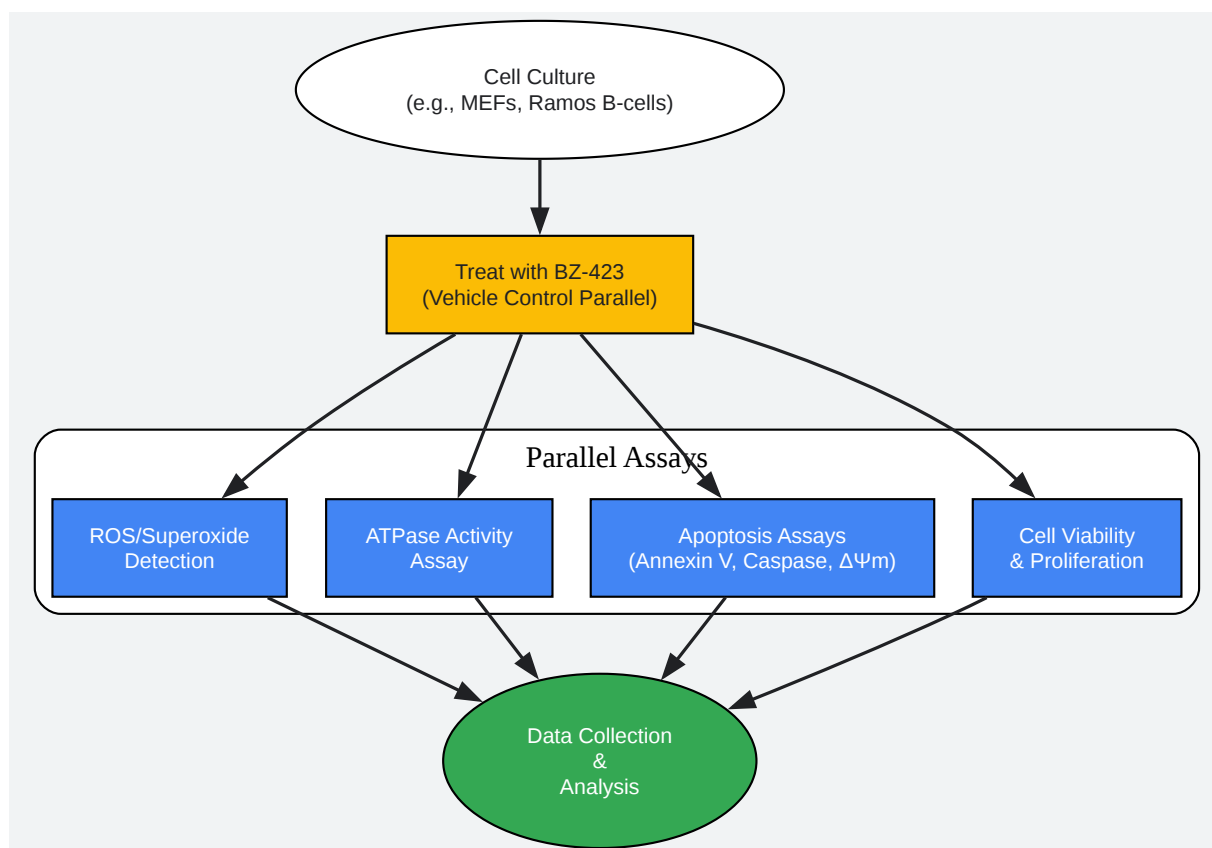 Cell Culture
(e.g., MEFs, Ramos B-cells)
Treat with BZ-423
(Vehicle Control Parallel)
Parallel Assays
ROS/Superoxide
Detection
ATPase Activity
Assay
Apoptosis Assays
(Annexin V, Caspase, ΔΨm)
Cell Viability
& Proliferation
Data Collection
&
Analysis